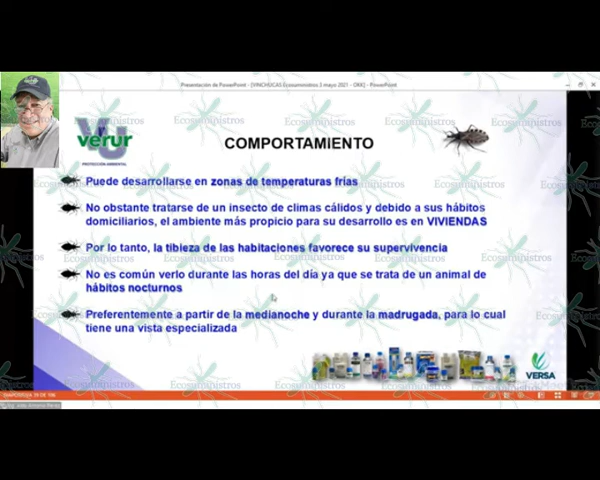 Presentación de PowerPoint - [VINCHUCAS Ecosuministros 2 mayo 2021 - OKK] - PowerPoint
verur
PROTECCION AMBIENTAL
COMPORTAMIENTO
Puede desarrollarse en zonas de temperaturas frías
No obstante tratarse de un insecto de climas cálidos y debido a sus hábitos
domiciliarios, el ambiente más propicio para su desarrollo es en VIVIENDAS
Por lo tanto, la tibieza de las habitaciones favorece su supervivencia
No es común verlo durante las horas del día ya que se trata de un animal de
hábitos nocturnos
Preferentemente a partir de la medianoche y durante la madrugada, para lo cual
tiene una vista especializada
Ecosuministros
VERSA